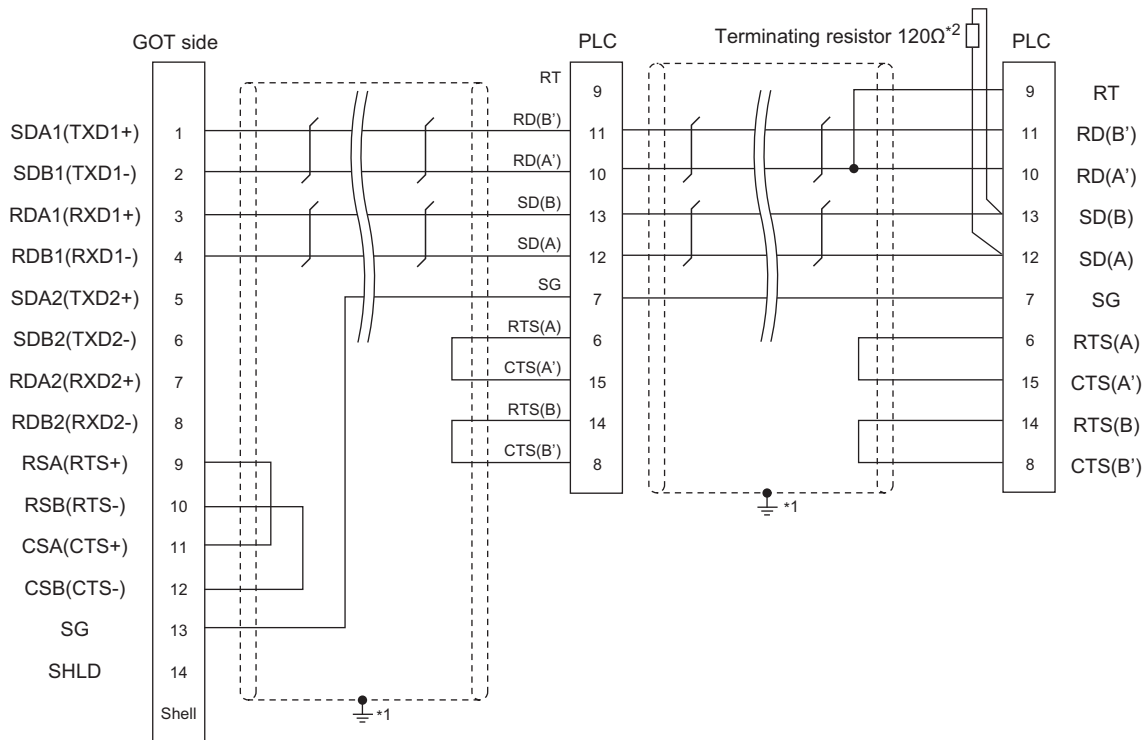 GOT side
PLC
Terminating resistor 120Ω*2
PLC
SDA1(TXD1+) 1
SDB1(TXD1-) 2
RDA1(RXD1+) 3
RDB1(RXD1-) 4
SDA2(TXD2+) 5
SDB2(TXD2-) 6
RDA2(RXD2+) 7
RDB2(RXD2-) 8
RSA(RTS+) 9
RSB(RTS-) 10
CSA(CTS+) 11
CSB(CTS-) 12
SG 13
SHLD 14
Shell
*1
RT 9
RD(B') 11
RD(A') 10
SD(B) 13
SD(A) 12
SG 7
RTS(A) 6
CTS(A') 15
RTS(B) 14
CTS(B') 8
*1
9 RT
11 RD(B')
10 RD(A')
13 SD(B)
12 SD(A)
7 SG
6 RTS(A)
15 CTS(A')
14 RTS(B)
8 CTS(B')